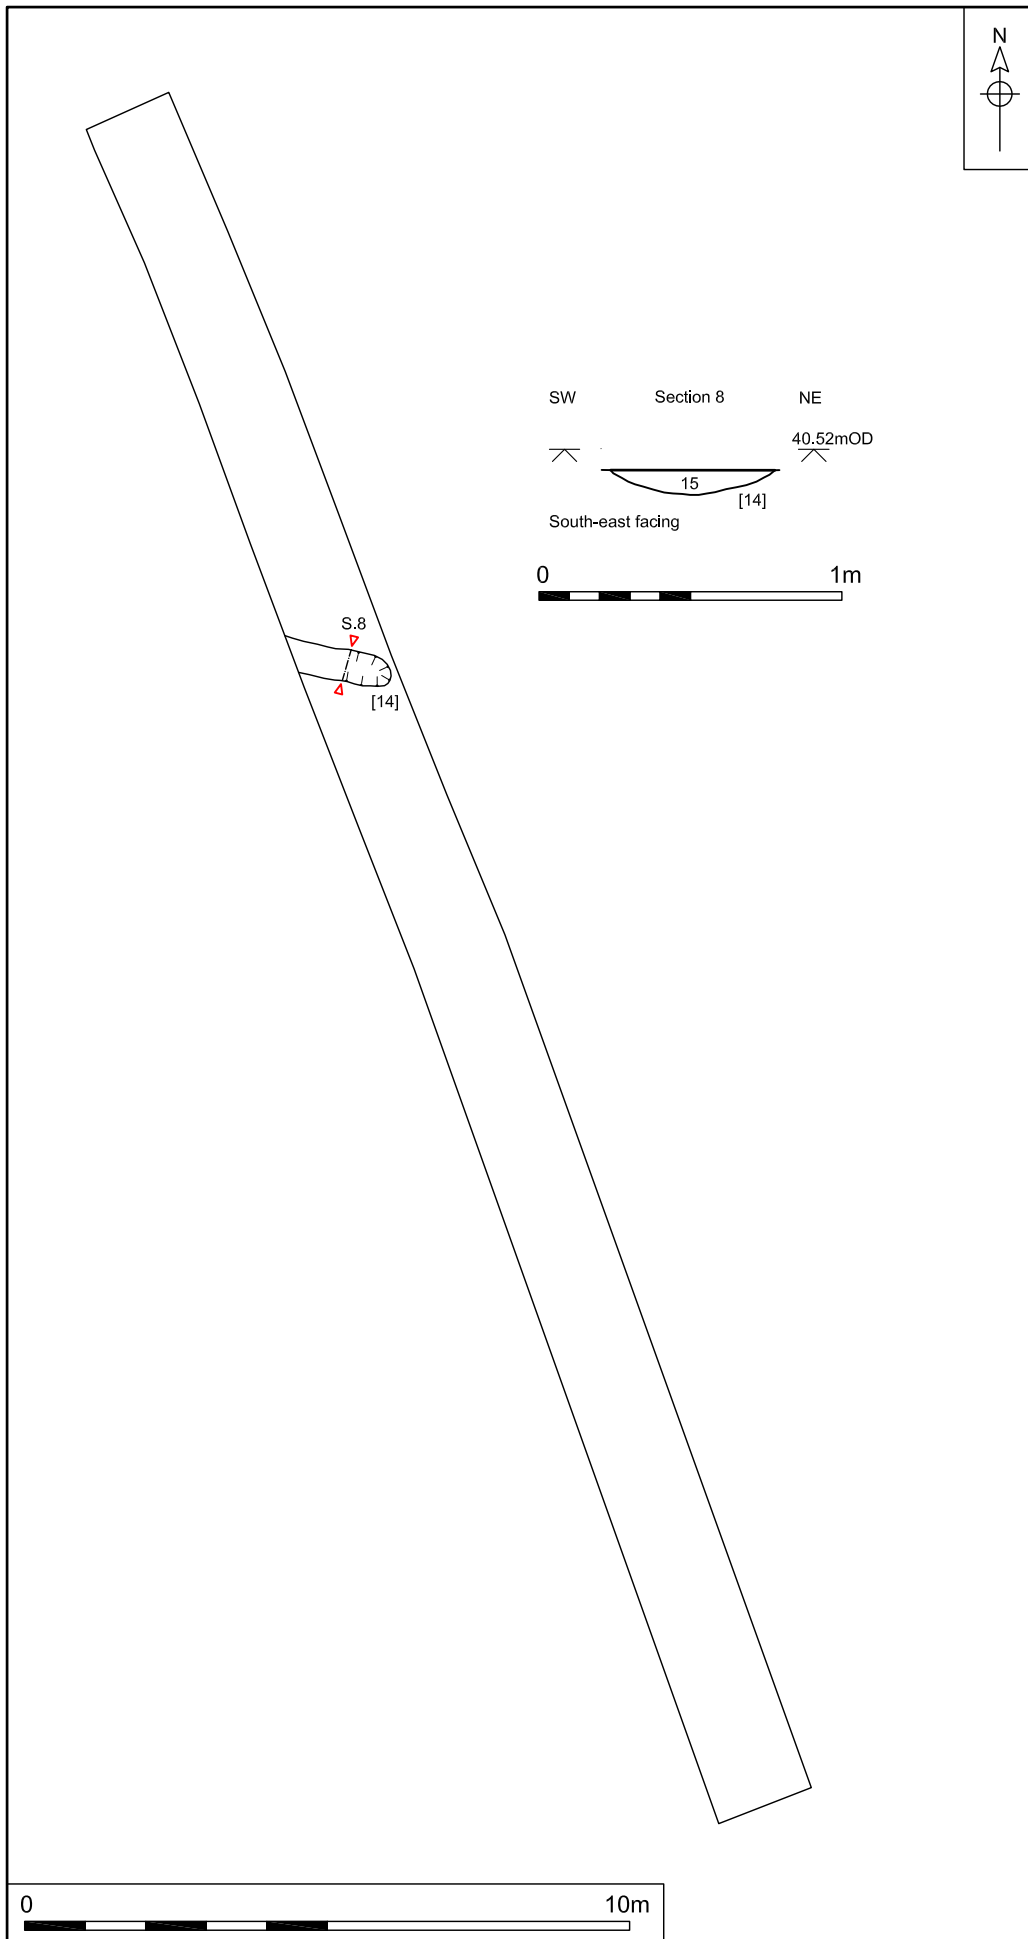 N
SW Section 8 NE
40.52mOD
15
[14]
South-east facing
0 1m
S.8
[14]
0 10m